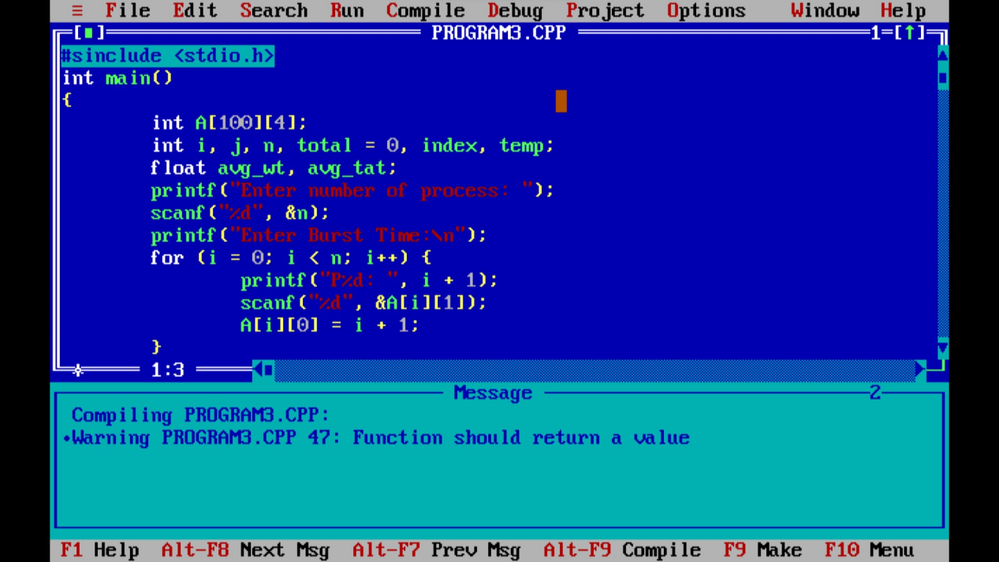 ≡ File Edit Search Run Compile Debug Project Options Window Help
[■] PROGRAM3.CPP 1=[↑]
#sinclude <stdio.h>
int main()
{
int A[100][4];
int i, j, n, total = 0, index, temp;
float avg_wt, avg_tat;
printf("Enter number of process: ");
scanf("%d", &n);
printf("Enter Burst Time:\n");
for (i = 0; i < n; i++) {
printf("P%d: ", i + 1);
scanf("%d", &A[i][1]);
A[i][0] = i + 1;
}
1:3
Message 2
Compiling PROGRAM3.CPP:
•Warning PROGRAM3.CPP 47: Function should return a value
F1 Help Alt-F8 Next Msg Alt-F7 Prev Msg Alt-F9 Compile F9 Make F10 Menu